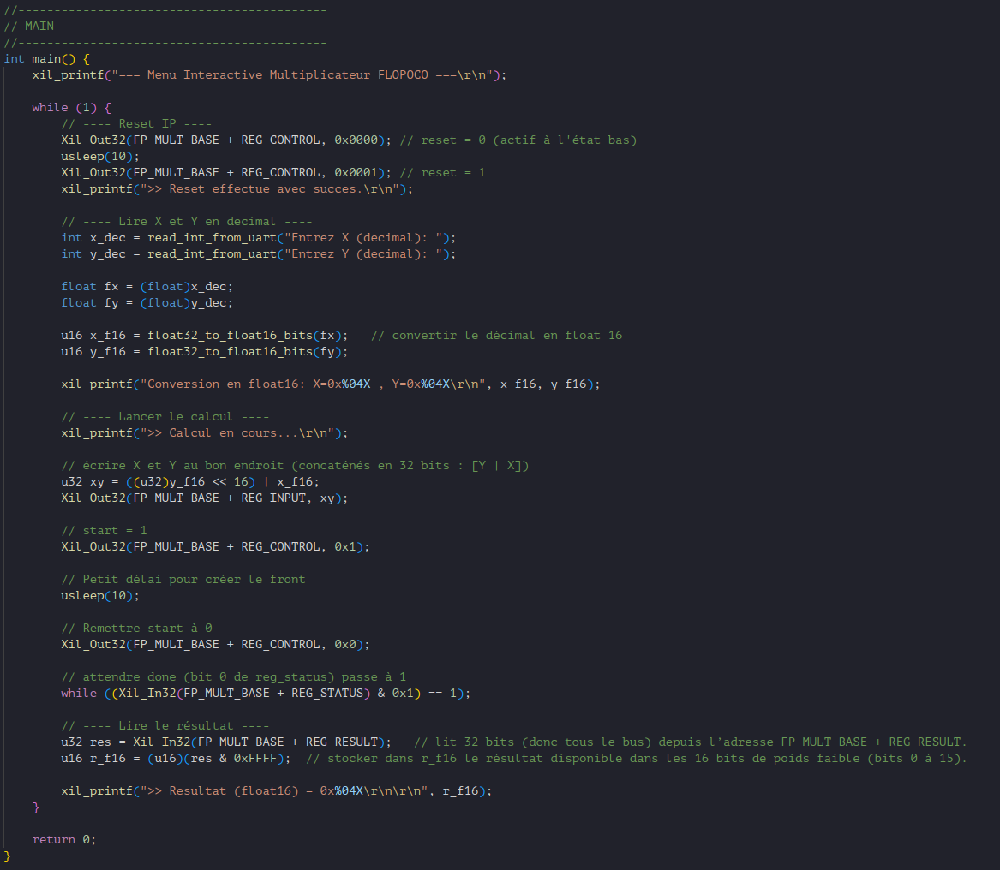 //-------------------------------------------
// MAIN
//-------------------------------------------
int main() {
    xil_printf("=== Menu Interactive Multiplicateur FLOPOCO ===\r\n");

    while (1) {
        // ---- Reset IP ----
        Xil_Out32(FP_MULT_BASE + REG_CONTROL, 0x0000); // reset = 0 (actif à l'état bas)
        usleep(10);
        Xil_Out32(FP_MULT_BASE + REG_CONTROL, 0x0001); // reset = 1
        xil_printf(">> Reset effectue avec succes.\r\n");

        // ---- Lire X et Y en decimal ----
        int x_dec = read_int_from_uart("Entrez X (decimal): ");
        int y_dec = read_int_from_uart("Entrez Y (decimal): ");

        float fx = (float)x_dec;
        float fy = (float)y_dec;

        u16 x_f16 = float32_to_float16_bits(fx);   // convertir le décimal en float 16
        u16 y_f16 = float32_to_float16_bits(fy);

        xil_printf("Conversion en float16: X=0x%04X , Y=0x%04X\r\n", x_f16, y_f16);

        // ---- Lancer le calcul ----
        xil_printf(">> Calcul en cours...\r\n");

        // écrire X et Y au bon endroit (concaténés en 32 bits : [Y | X])
        u32 xy = ((u32)y_f16 << 16) | x_f16;
        Xil_Out32(FP_MULT_BASE + REG_INPUT, xy);

        // start = 1
        Xil_Out32(FP_MULT_BASE + REG_CONTROL, 0x1);

        // Petit délai pour créer le front
        usleep(10);

        // Remettre start à 0
        Xil_Out32(FP_MULT_BASE + REG_CONTROL, 0x0);

        // attendre done (bit 0 de reg_status) passe à 1
        while ((Xil_In32(FP_MULT_BASE + REG_STATUS) & 0x1) == 1);

        // ---- Lire le résultat ----
        u32 res = Xil_In32(FP_MULT_BASE + REG_RESULT);   // lit 32 bits (donc tous le bus) depuis l'adresse FP_MULT_BASE + REG_RESULT.
        u16 r_f16 = (u16)(res & 0xFFFF);  // stocker dans r_f16 le résultat disponible dans les 16 bits de poids faible (bits 0 à 15).

        xil_printf(">> Resultat (float16) = 0x%04X\r\n\r\n", r_f16);
    }

    return 0;
}